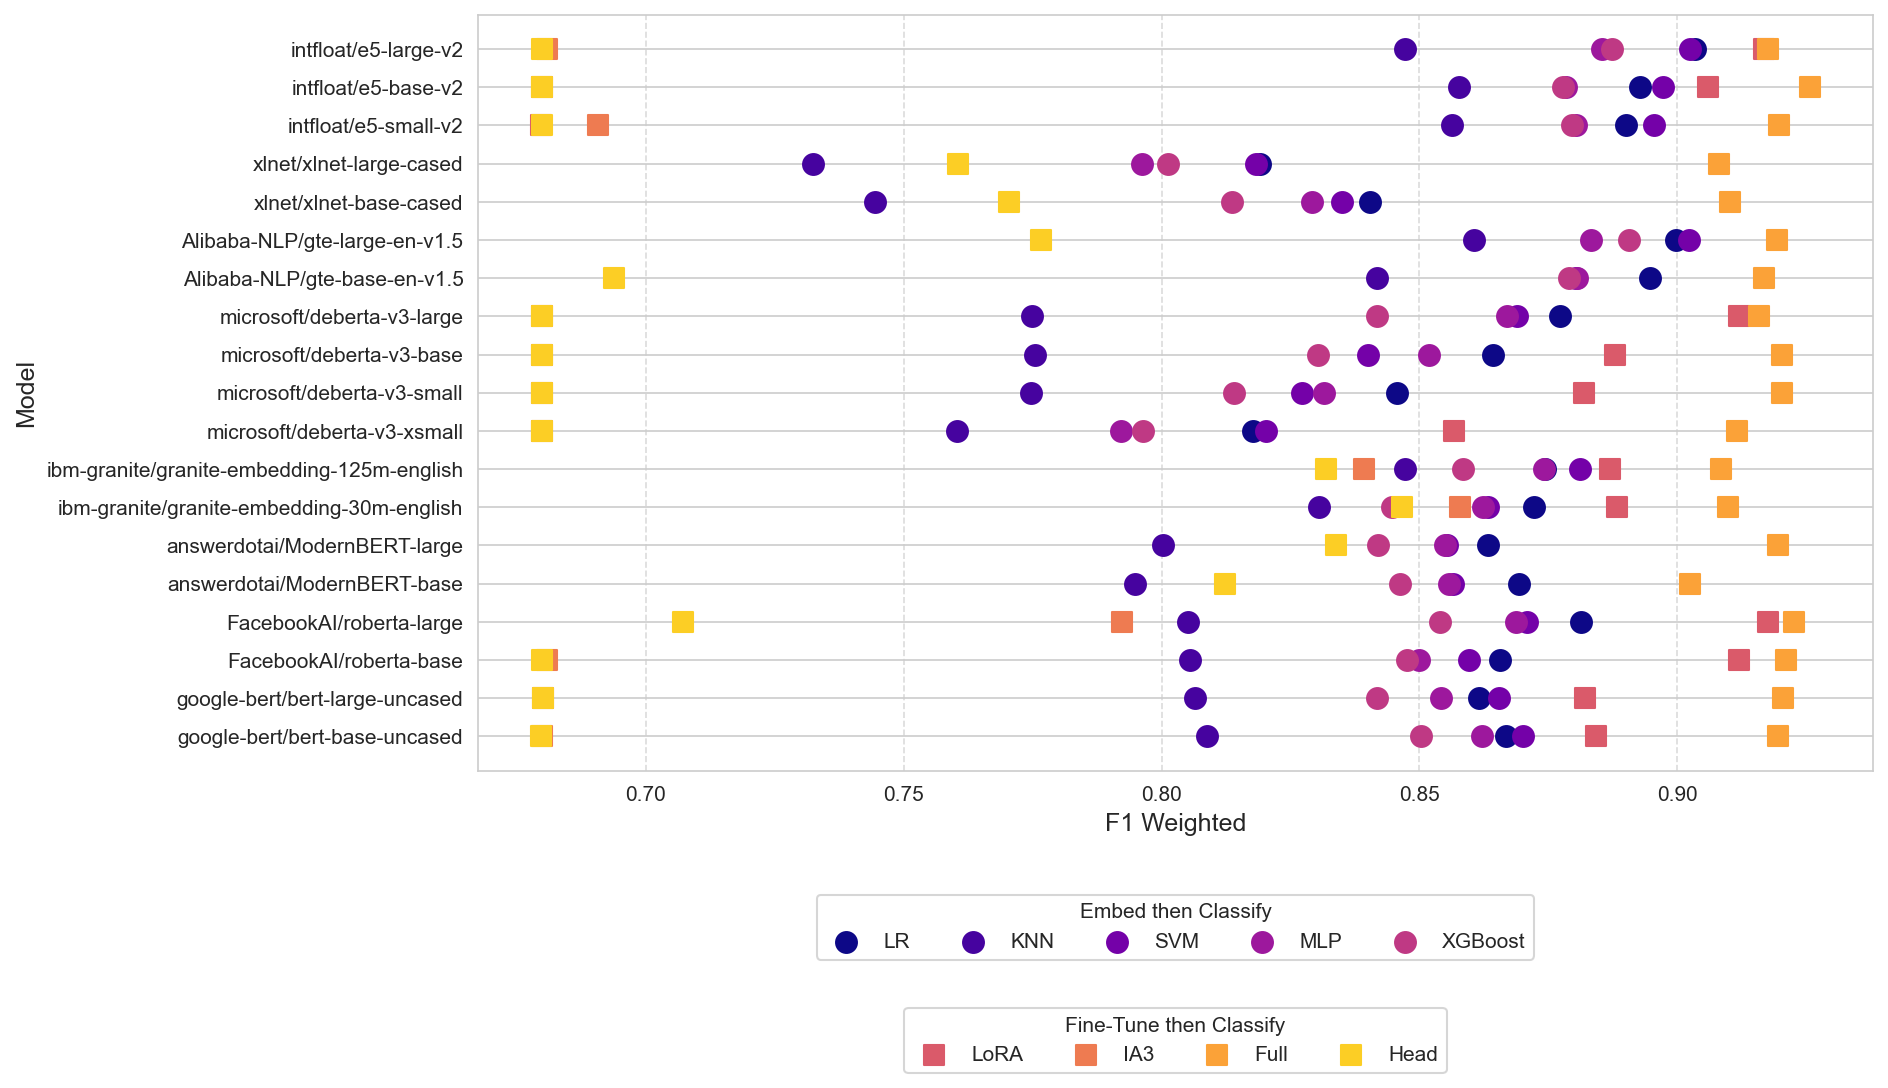 Model
intfloat/e5-large-v2
intfloat/e5-base-v2
intfloat/e5-small-v2
xlnet/xlnet-large-cased
xlnet/xlnet-base-cased
Alibaba-NLP/gte-large-en-v1.5
Alibaba-NLP/gte-base-en-v1.5
microsoft/deberta-v3-large
microsoft/deberta-v3-base
microsoft/deberta-v3-small
microsoft/deberta-v3-xsmall
ibm-granite/granite-embedding-125m-english
ibm-granite/granite-embedding-30m-english
answerdotai/ModernBERT-large
answerdotai/ModernBERT-base
FacebookAI/roberta-large
FacebookAI/roberta-base
google-bert/bert-large-uncased
google-bert/bert-base-uncased
0.70 0.75 0.80 0.85 0.90
F1 Weighted
Embed then Classify
LR KNN SVM MLP XGBoost
Fine-Tune then Classify
LoRA IA3 Full Head